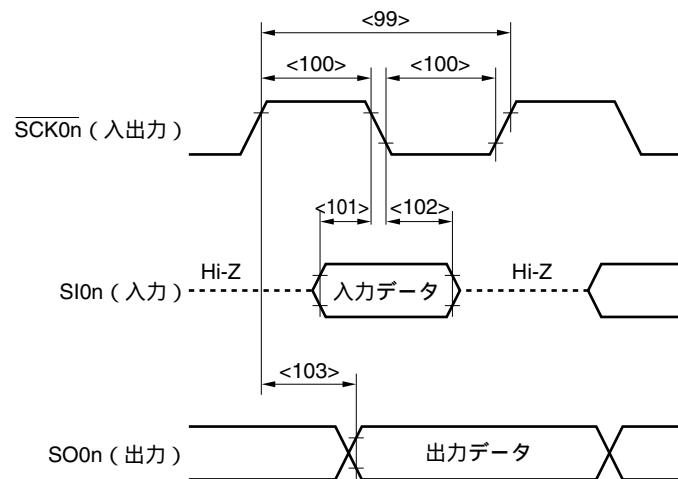 <99>
<100> <100>
SCK0n（入出力）
<101> <102>
Hi-Z Hi-Z
SI0n（入力） 入力データ
<103>
SO0n（出力） 出力データ